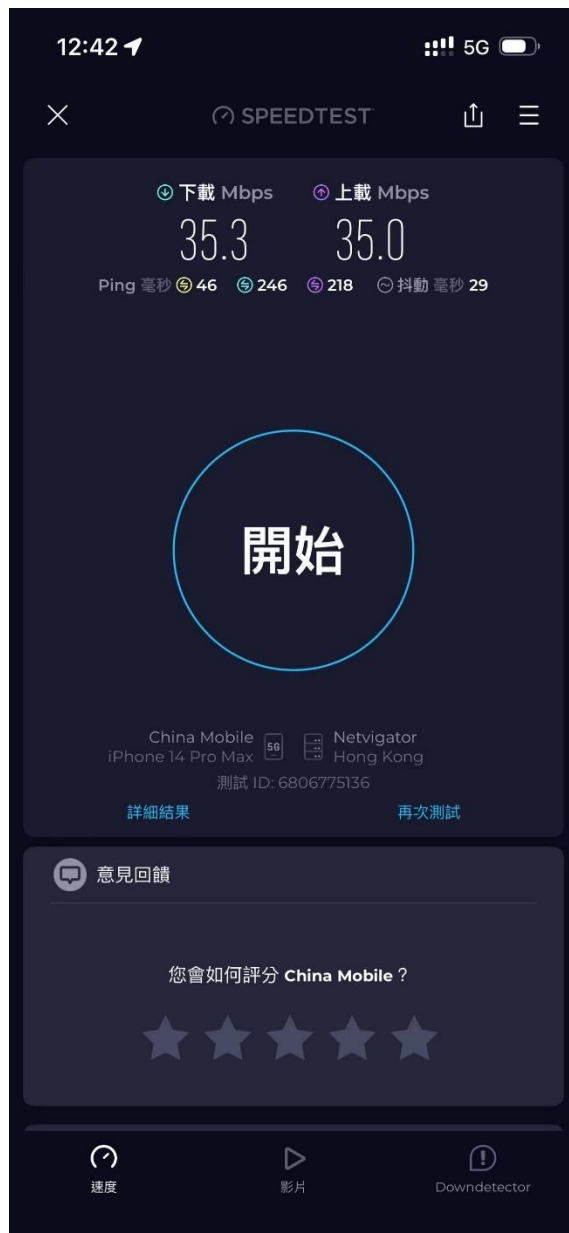 12:42 5G
SPEEDTEST
下載 Mbps 上載 Mbps
35.3 35.0
Ping 毫秒 46 246 218 抖動 毫秒 29
開始
China Mobile 5G Netvigator
iPhone 14 Pro Max Hong Kong
測試 ID: 6806775136
詳細結果 再次測試
意見回饋
您會如何評分 China Mobile？
速度 影片 Downdetector